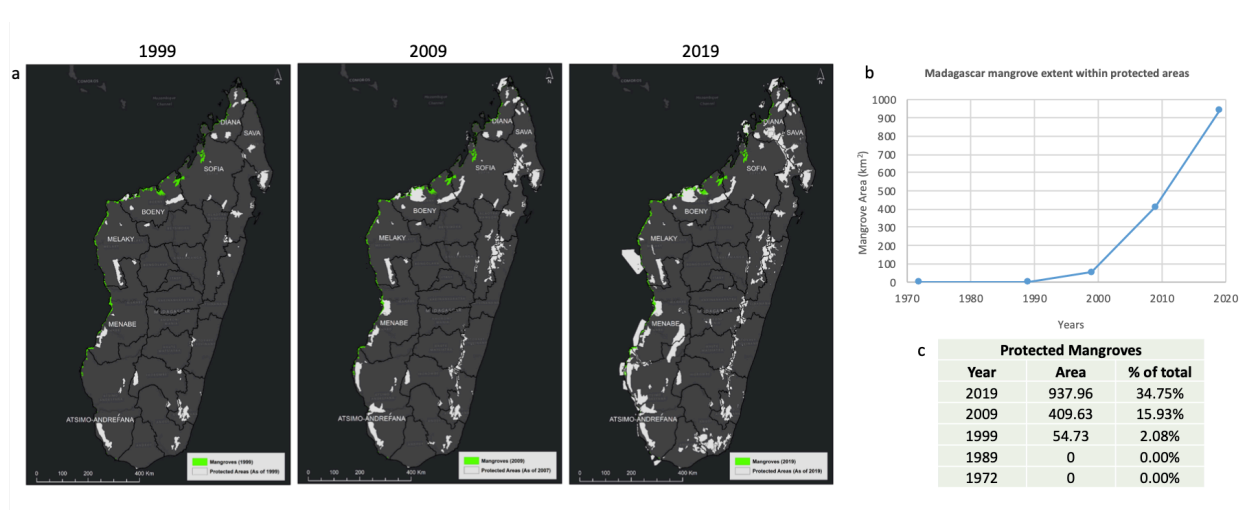 1999
2009
2019
a
DIANA
SAVA
SOFIA
BOENY
MELAKY
MENABE
ATSIMO-ANDREFANA
N
Mangroves (1999)
Protected Areas (As of 1999)
0 100 200 400 Km
DIANA
SAVA
SOFIA
BOENY
MELAKY
MENABE
ATSIMO-ANDREFANA
N
Mangroves (2009)
Protected Areas (As of 2007)
0 100 200 400 Km
DIANA
SAVA
SOFIA
BOENY
MELAKY
MENABE
ATSIMO-ANDREFANA
N
Mangroves (2019)
Protected Areas (As of 2019)
0 100 200 400 Km
b
Madagascar mangrove extent within protected areas
Mangrove Area (km²)
1000
900
800
700
600
500
400
300
200
100
0
1970 1980 1990 2000 2010 2020
Years
c
Protected Mangroves
Year Area % of total
2019 937.96 34.75%
2009 409.63 15.93%
1999 54.73 2.08%
1989 0 0.00%
1972 0 0.00%